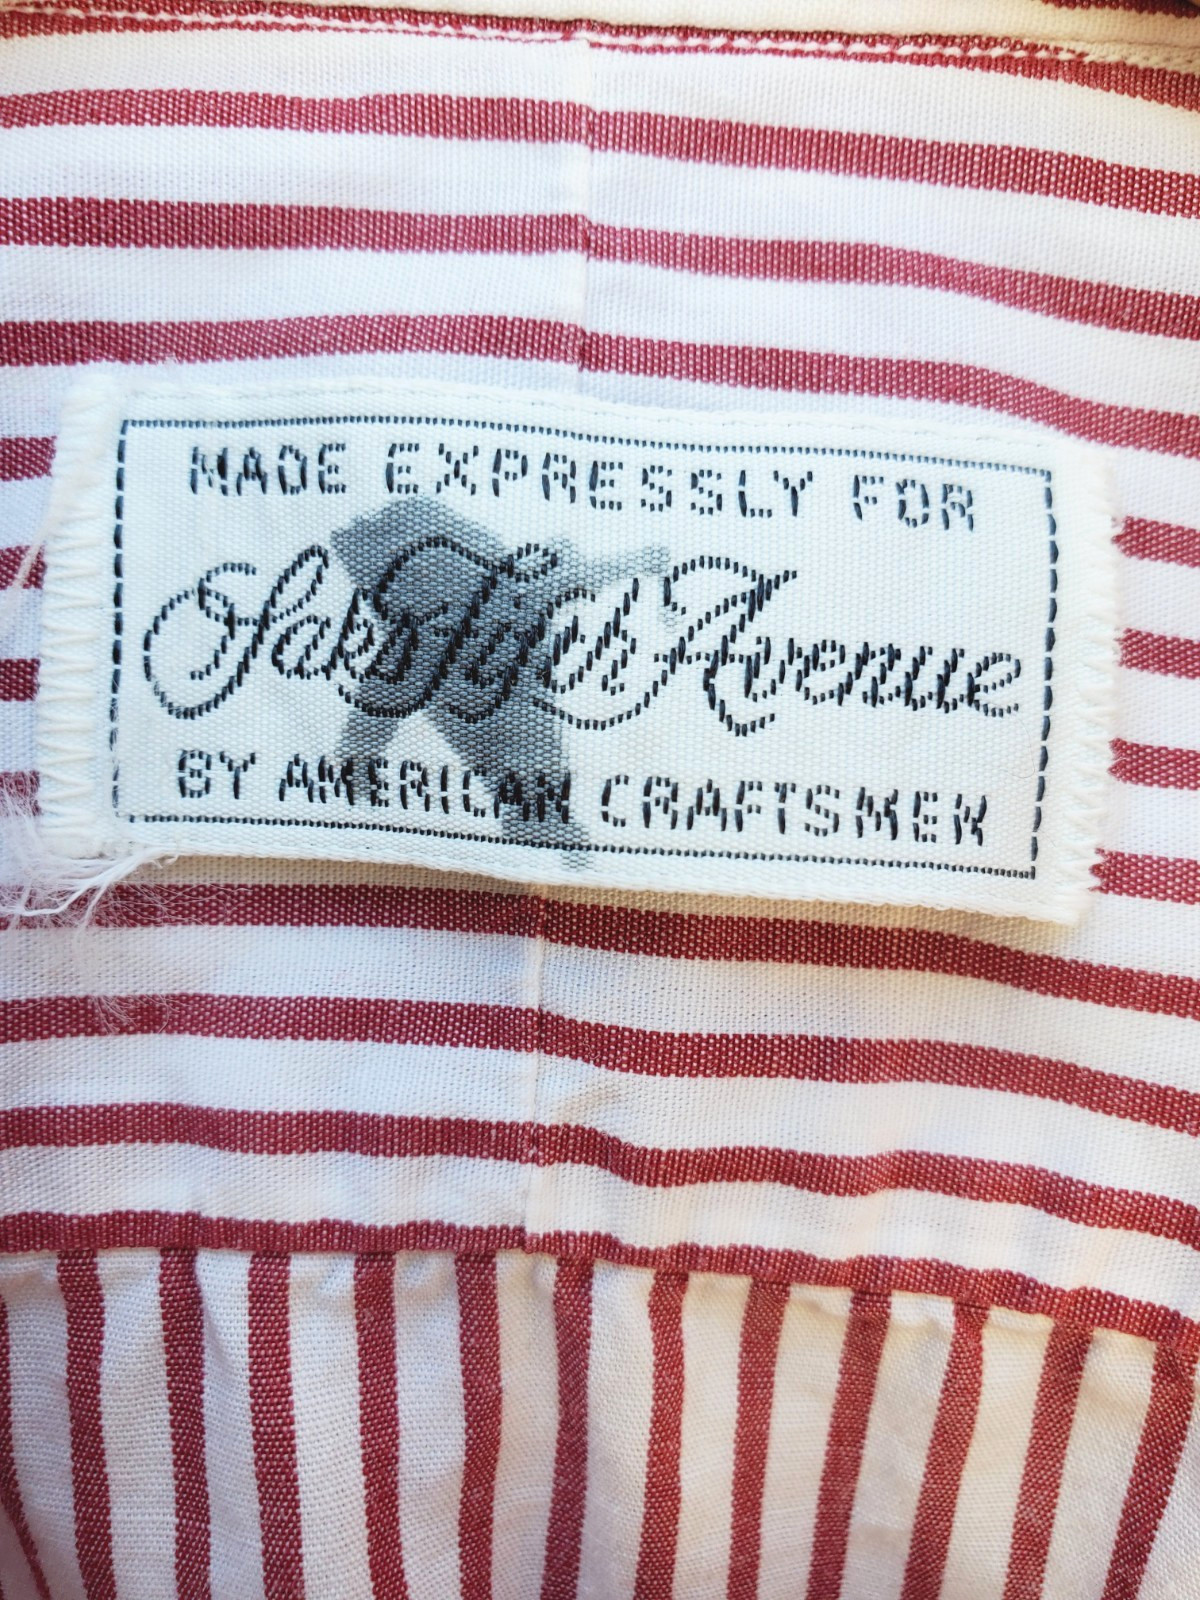 MADE EXPRESSLY FOR
Saks Fifth Avenue
BY AMERICAN CRAFTSMEN